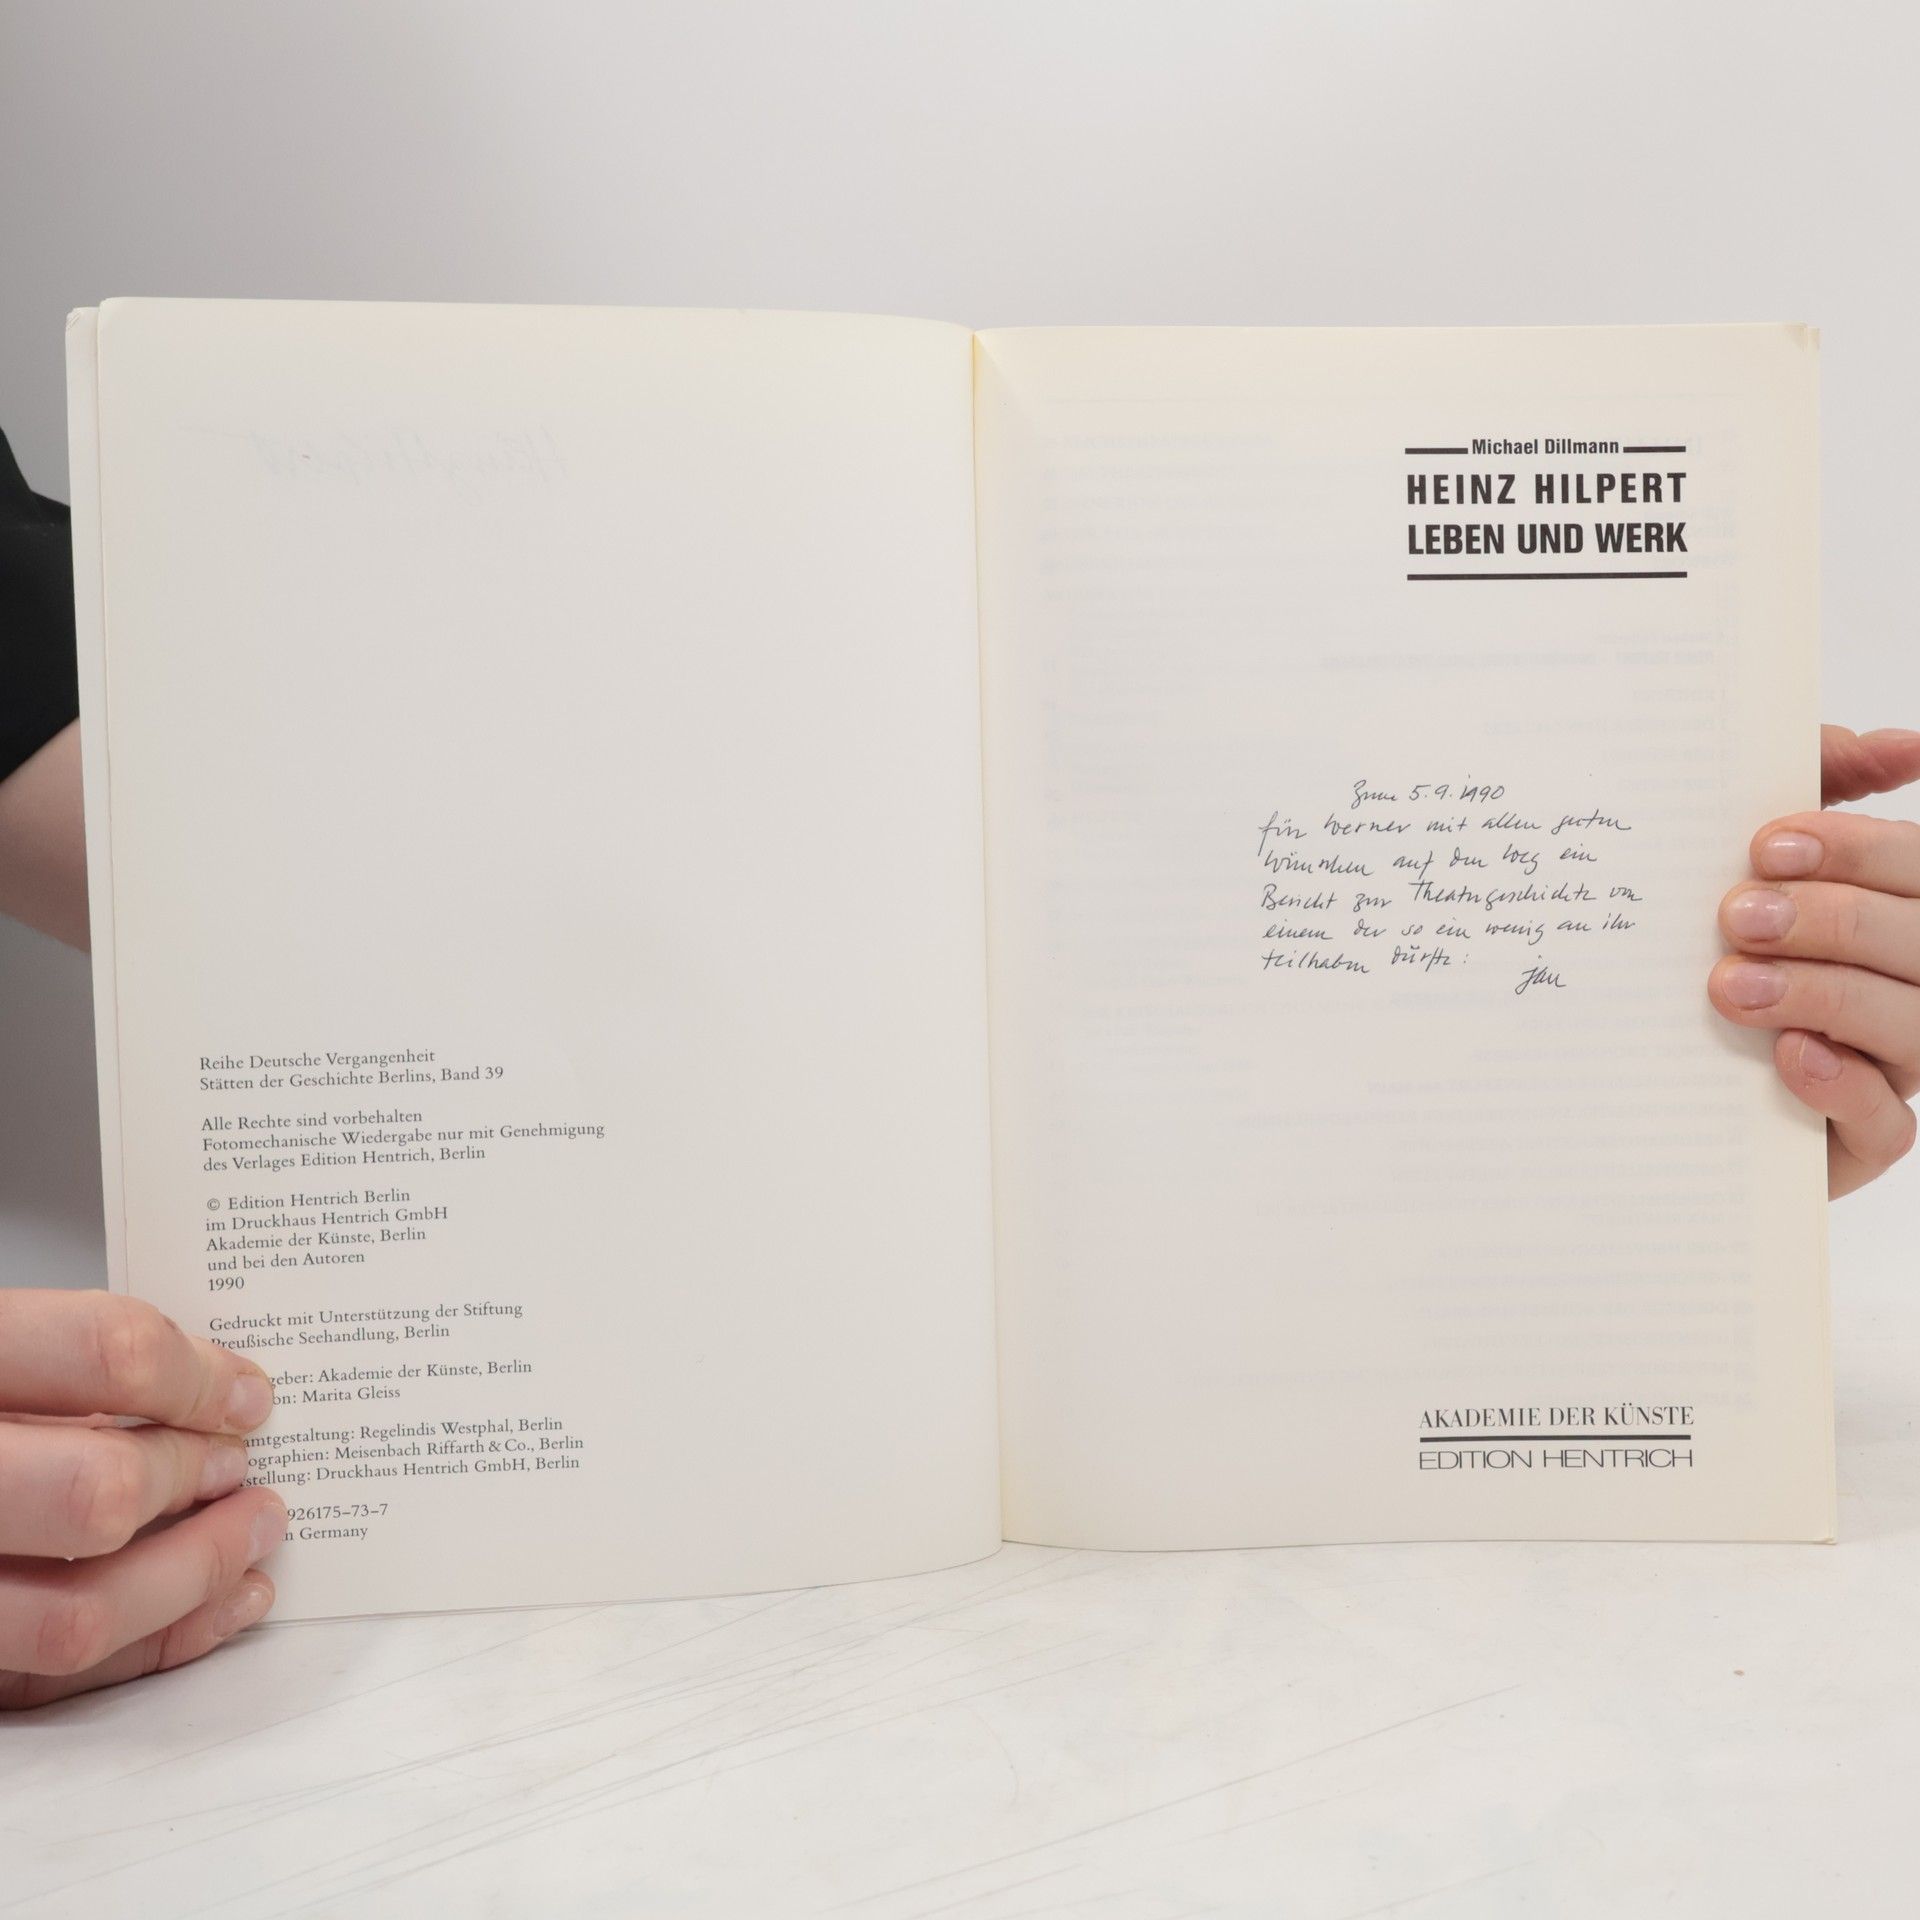 Reihe Deutsche Vergangenheit
Stätten der Geschichte Berlins, Band 39
Alle Rechte sind vorbehalten
Fotomechanische Wiedergabe nur mit Genehmigung
des Verlages Edition Hentrich, Berlin
© Edition Hentrich Berlin
im Druckhaus Hentrich GmbH
Akademie der Künste, Berlin
und bei den Autoren
1990
Gedruckt mit Unterstützung der Stiftung
Preußische Seehandlung, Berlin
geber: Akademie der Künste, Berlin
on: Marita Gleiss
amtgestaltung: Regelindis Westphal, Berlin
ographien: Meisenbach Riffarth & Co., Berlin
rstellung: Druckhaus Hentrich GmbH, Berlin
926175-73-7
n Germany
Michael Dillmann
HEINZ HILPERT
LEBEN UND WERK
Zum 5.9.1990
für Werner mit allen guten
Wünschen auf den Weg ein
Bericht zur Theatergeschichte von
einem der so ein wenig an ihr
teilhaben durfte:
Jan
AKADEMIE DER KÜNSTE
EDITION HENTRICH